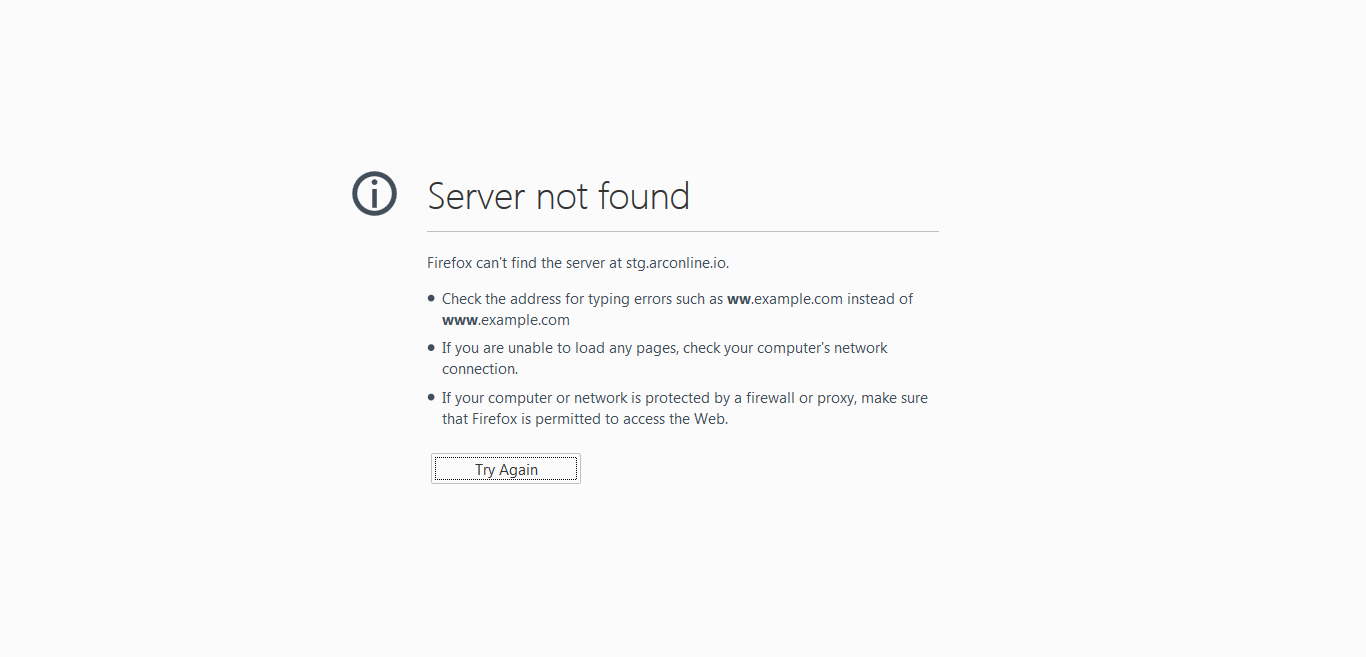 Server not found
Firefox can't find the server at stg.arconline.io.
Check the address for typing errors such as ww.example.com instead of
www.example.com
If you are unable to load any pages, check your computer's network
connection.
If your computer or network is protected by a firewall or proxy, make sure
that Firefox is permitted to access the Web.
Try Again